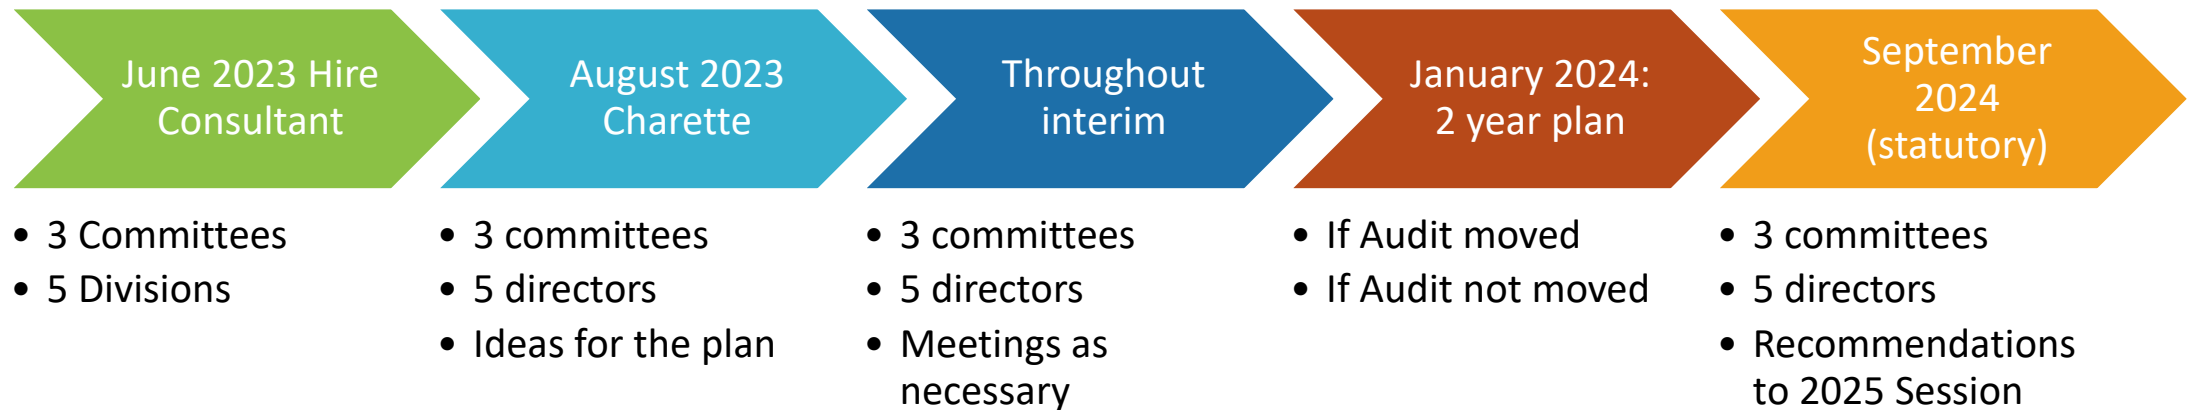 June 2023 Hire
Consultant
• 3 Committees
• 5 Divisions
August 2023
Charette
• 3 committees
• 5 directors
• Ideas for the plan
Throughout
interim
• 3 committees
• 5 directors
• Meetings as
necessary
January 2024:
2 year plan
• If Audit moved
• If Audit not moved
September
2024
(statutory)
• 3 committees
• 5 directors
• Recommendations
to 2025 Session